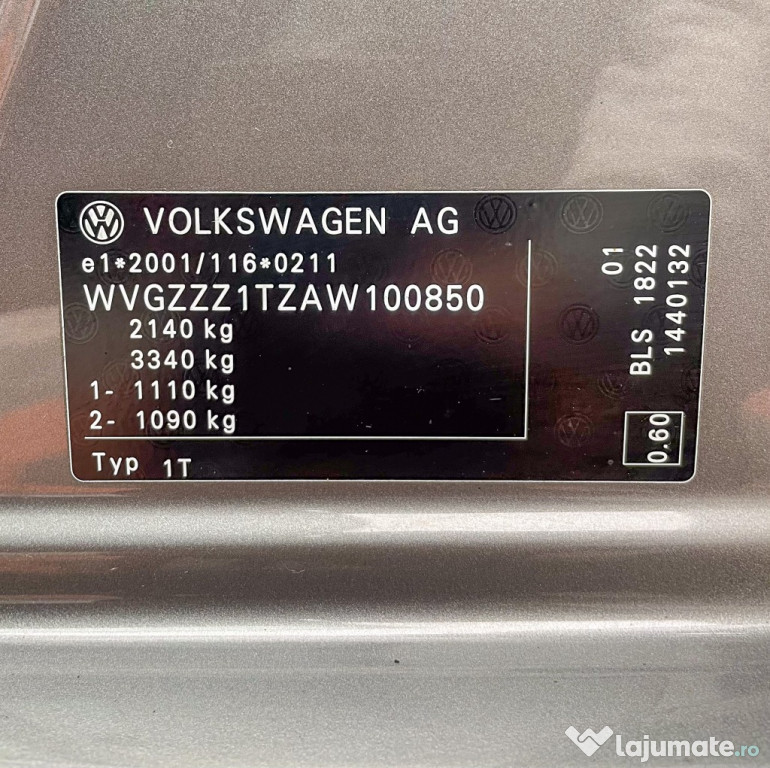 VOLKSWAGEN AG
e1*2001/116*0211
WVGZZZ1TZAW100850
2140 kg
3340 kg
1- 1110 kg
2- 1090 kg
Typ 1T
01
BLS 1822
1440132
0.60
lajumate.ro